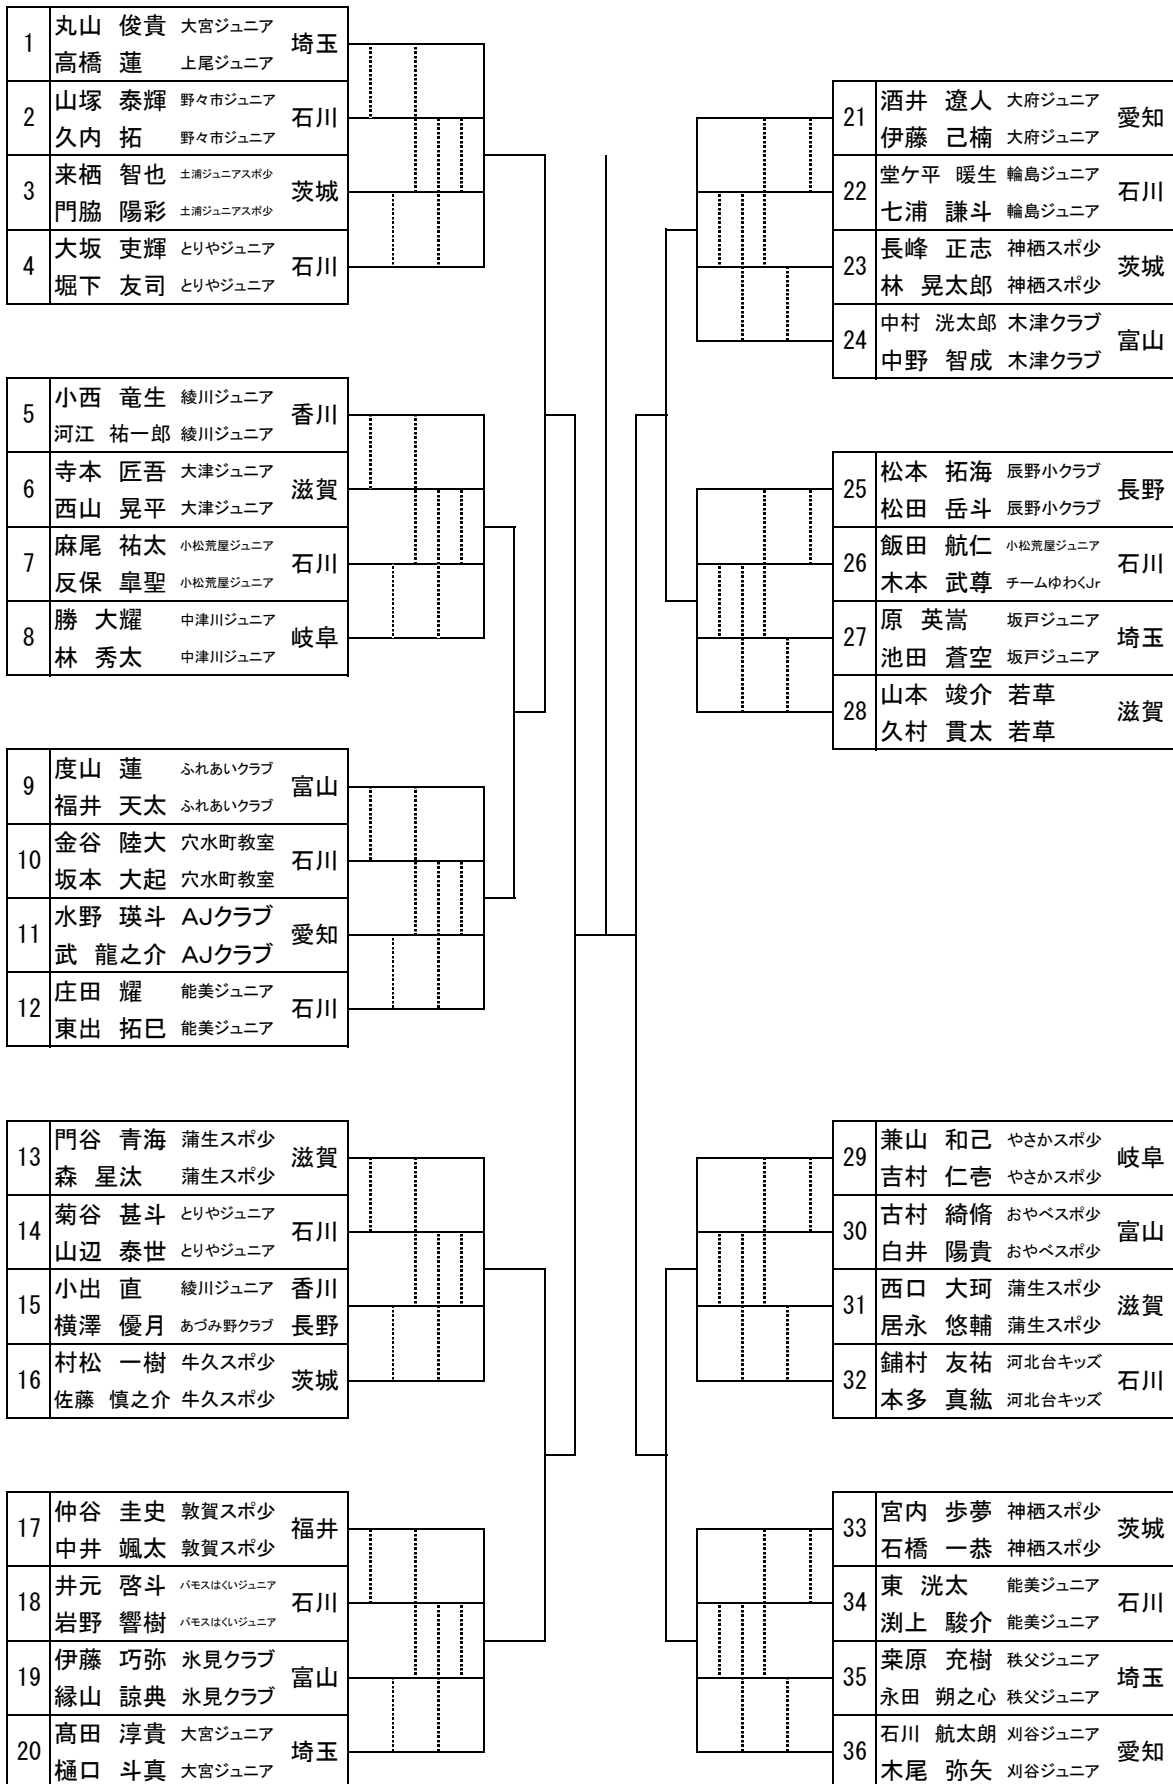 1 丸山 俊貴 大宮ジュニア 埼玉
高橋 蓮 上尾ジュニア
2 山塚 泰輝 野々市ジュニア 石川
久内 拓 野々市ジュニア
3 来栖 智也 土浦ジュニアスポ少 茨城
門脇 陽彩 土浦ジュニアスポ少
4 大坂 吏輝 とりやジュニア 石川
堀下 友司 とりやジュニア
5 小西 竜生 綾川ジュニア 香川
河江 祐一郎 綾川ジュニア
6 寺本 匠吾 大津ジュニア 滋賀
西山 晃平 大津ジュニア
7 麻尾 祐太 小松荒屋ジュニア 石川
反保 皐聖 小松荒屋ジュニア
8 勝 大耀 中津川ジュニア 岐阜
林 秀太 中津川ジュニア
9 度山 蓮 ふれあいクラブ 富山
福井 天太 ふれあいクラブ
10 金谷 陸大 穴水町教室 石川
坂本 大起 穴水町教室
11 水野 瑛斗 AJクラブ 愛知
武 龍之介 AJクラブ
12 庄田 耀 能美ジュニア 石川
東出 拓巳 能美ジュニア
13 門谷 青海 蒲生スポ少 滋賀
森 星汰 蒲生スポ少
14 菊谷 甚斗 とりやジュニア 石川
山辺 泰世 とりやジュニア
15 小出 直 綾川ジュニア 香川
横澤 優月 あづみ野クラブ 長野
16 村松 一樹 牛久スポ少 茨城
佐藤 慎之介 牛久スポ少
17 仲谷 圭史 敦賀スポ少 福井
中井 颯太 敦賀スポ少
18 井元 啓斗 バモスはくいジュニア 石川
岩野 響樹 バモスはくいジュニア
19 伊藤 巧弥 氷見クラブ 富山
縁山 諒典 氷見クラブ
20 髙田 淳貴 大宮ジュニア 埼玉
樋口 斗真 大宮ジュニア
21 酒井 遼人 大府ジュニア 愛知
伊藤 己楠 大府ジュニア
22 堂ケ平 暖生 輪島ジュニア 石川
七浦 謙斗 輪島ジュニア
23 長峰 正志 神栖スポ少 茨城
林 晃太郎 神栖スポ少
24 中村 洸太郎 木津クラブ 富山
中野 智成 木津クラブ
25 松本 拓海 辰野小クラブ 長野
松田 岳斗 辰野小クラブ
26 飯田 航仁 小松荒屋ジュニア 石川
木本 武尊 チームゆわくJr
27 原 英嵩 坂戸ジュニア 埼玉
池田 蒼空 坂戸ジュニア
28 山本 竣介 若草 滋賀
久村 貫太 若草
29 兼山 和己 やさかスポ少 岐阜
吉村 仁壱 やさかスポ少
30 古村 綺脩 おやべスポ少 富山
白井 陽貴 おやべスポ少
31 西口 大珂 蒲生スポ少 滋賀
居永 悠輔 蒲生スポ少
32 鋪村 友祐 河北台キッズ 石川
本多 真紘 河北台キッズ
33 宮内 歩夢 神栖スポ少 茨城
石橋 一恭 神栖スポ少
34 東 洸太 能美ジュニア 石川
渕上 駿介 能美ジュニア
35 桒原 充樹 秩父ジュニア 埼玉
永田 朔之心 秩父ジュニア
36 石川 航太朗 刈谷ジュニア 愛知
木尾 弥矢 刈谷ジュニア